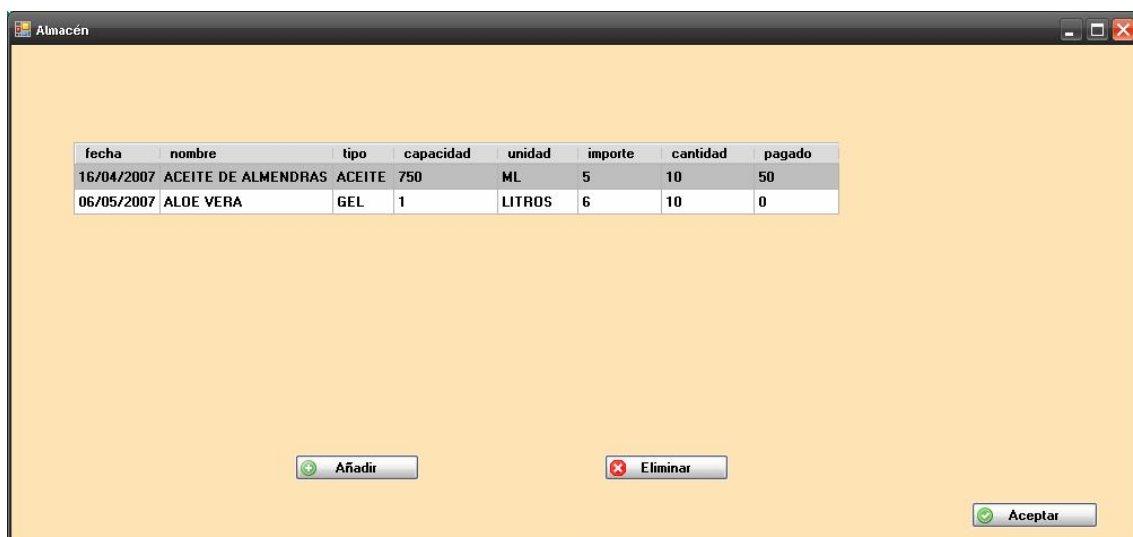 Almacén
fecha nombre tipo capacidad unidad importe cantidad pagado
16/04/2007 ACEITE DE ALMENDRAS ACEITE 750 ML 5 10 50
06/05/2007 ALOE VERA GEL 1 LITROS 6 10 0
Añadir Eliminar
Aceptar